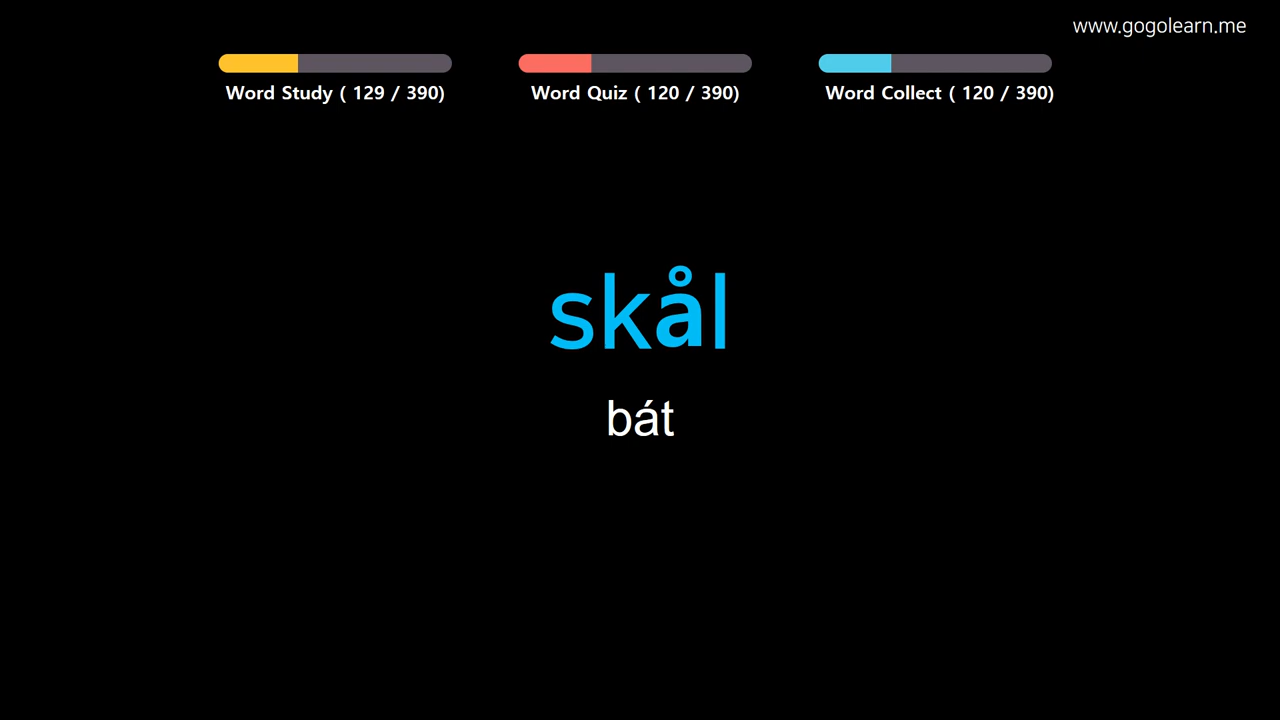 www.gogolearn.me
Word Study ( 129 / 390)
Word Quiz ( 120 / 390)
Word Collect ( 120 / 390)
skål
bát